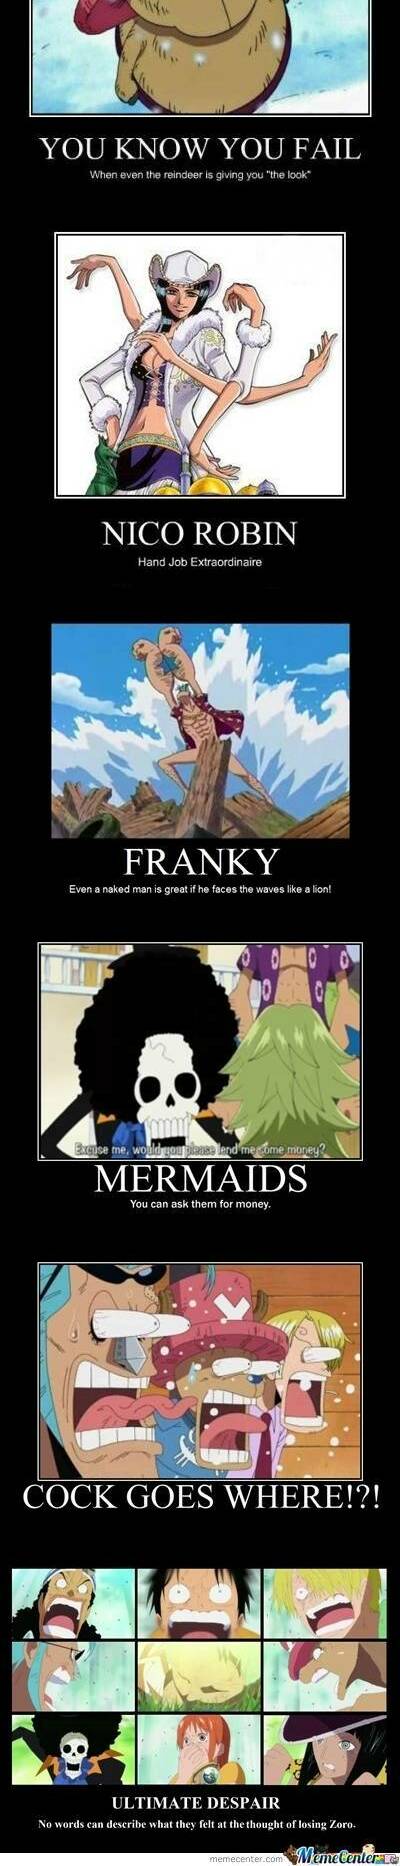 YOU KNOW YOU FAIL
When even the reindeer is giving you "the look"
NICO ROBIN
Hand Job Extraordinaire
FRANKY
Even a naked man is great if he faces the waves like a lion!
Excuse me, would you please lend me some money?
MERMAIDS
You can ask them for money.
COCK GOES WHERE!?!
ULTIMATE DESPAIR
No words can describe what they felt at the thought of losing Zoro.
memecenter.com MemeCenter